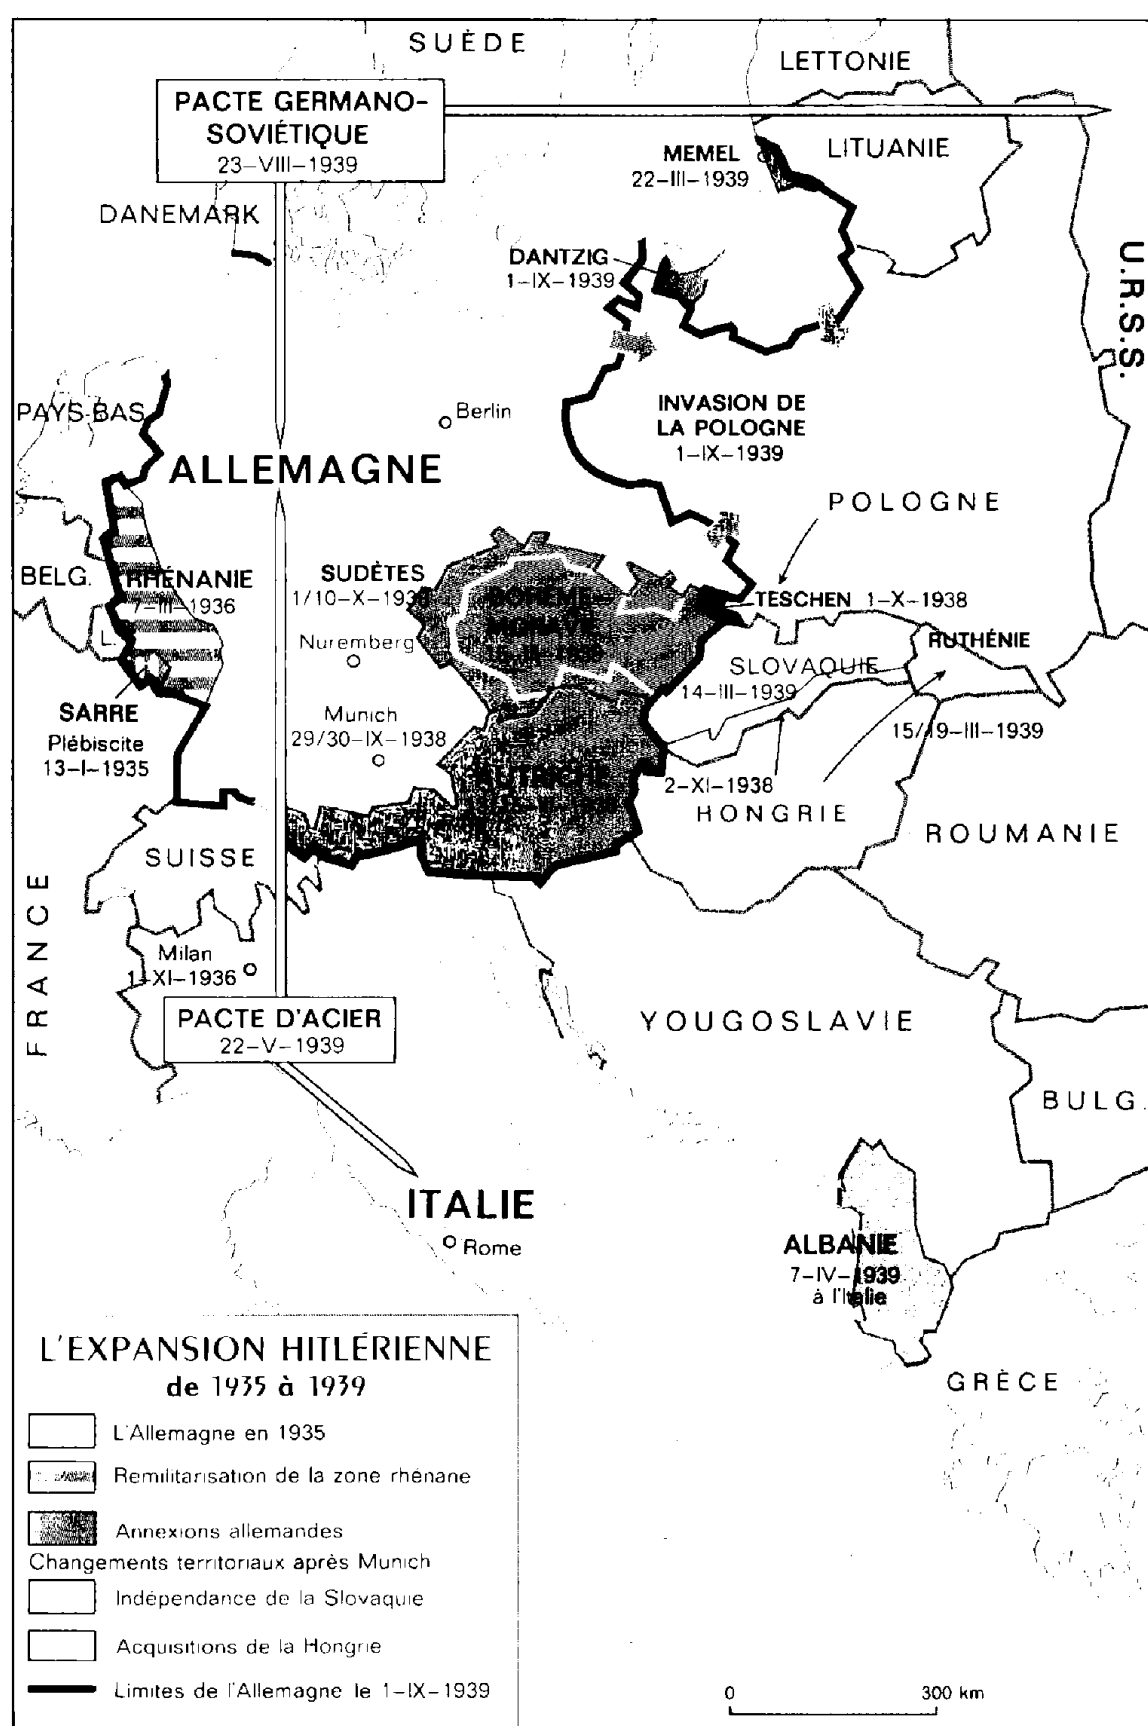 SUÈDE
LETTONIE
PACTE GERMANO-
SOVIÉTIQUE
23-VIII-1939
MEMEL
22-III-1939
LITUANIE
DANEMARK
DANTZIG
1-IX-1939
U.R.S.S.
PAYS-BAS
Berlin
INVASION DE
LA POLOGNE
1-IX-1939
ALLEMAGNE
POLOGNE
BELG.
RHÉNANIE
7-III-1936
SUDÈTES
1/10-X-1938
BOHÊME-
MORAVIE
TESCHEN 1-X-1938
L.
Nuremberg
RUTHÉNIE
SLOVAQUIE
14-III-1939
SARRE
Plébiscite
13-I-1935
Munich
29/30-IX-1938
15/19-III-1939
AUTRICHE
2-XI-1938
HONGRIE
ROUMANIE
SUISSE
FRANCE
Milan
1-XI-1936
PACTE D'ACIER
22-V-1939
YOUGOSLAVIE
BULG.
ITALIE
Rome
ALBANIE
7-IV-1939
à l'Italie
GRÈCE
L'EXPANSION HITLÉRIENNE
de 1935 à 1939
L'Allemagne en 1935
Remilitarisation de la zone rhénane
Annexions allemandes
Changements territoriaux après Munich
Indépendance de la Slovaquie
Acquisitions de la Hongrie
Limites de l'Allemagne le 1-IX-1939
0 300 km